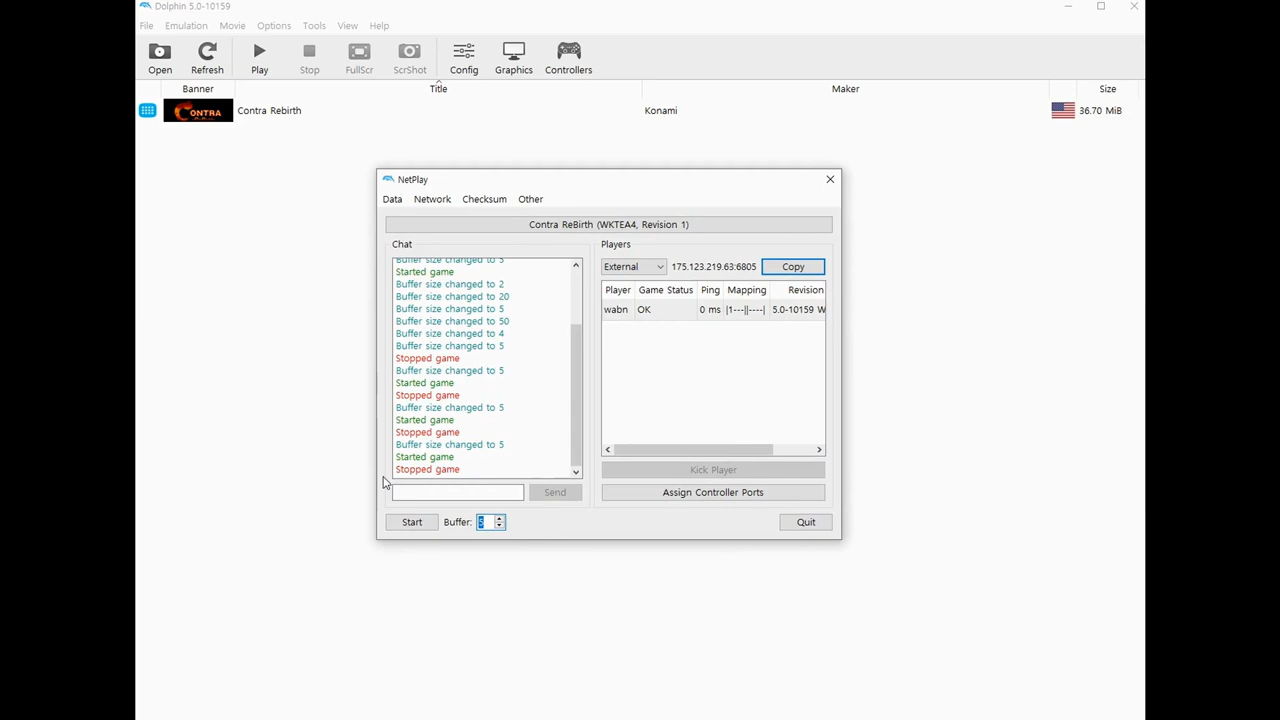 Dolphin 5.0-10159
File Emulation Movie Options Tools View Help
Open Refresh Play Stop FullScr ScrShot Config Graphics Controllers
Banner Title Maker Size
CONTRA Contra Rebirth Konami 36.70 MiB
NetPlay
Data Network Checksum Other
Contra ReBirth (WKTEA4, Revision 1)
Chat
Buffer size changed to 5
Started game
Buffer size changed to 2
Buffer size changed to 20
Buffer size changed to 5
Buffer size changed to 50
Buffer size changed to 4
Buffer size changed to 5
Stopped game
Buffer size changed to 5
Started game
Stopped game
Buffer size changed to 5
Started game
Stopped game
Buffer size changed to 5
Started game
Stopped game
Send
Start Buffer: 5
Players
External 175.123.219.63:6805 Copy
Player Game Status Ping Mapping Revision
wabn OK 0 ms |1---||----| 5.0-10159 W
Kick Player
Assign Controller Ports
Quit